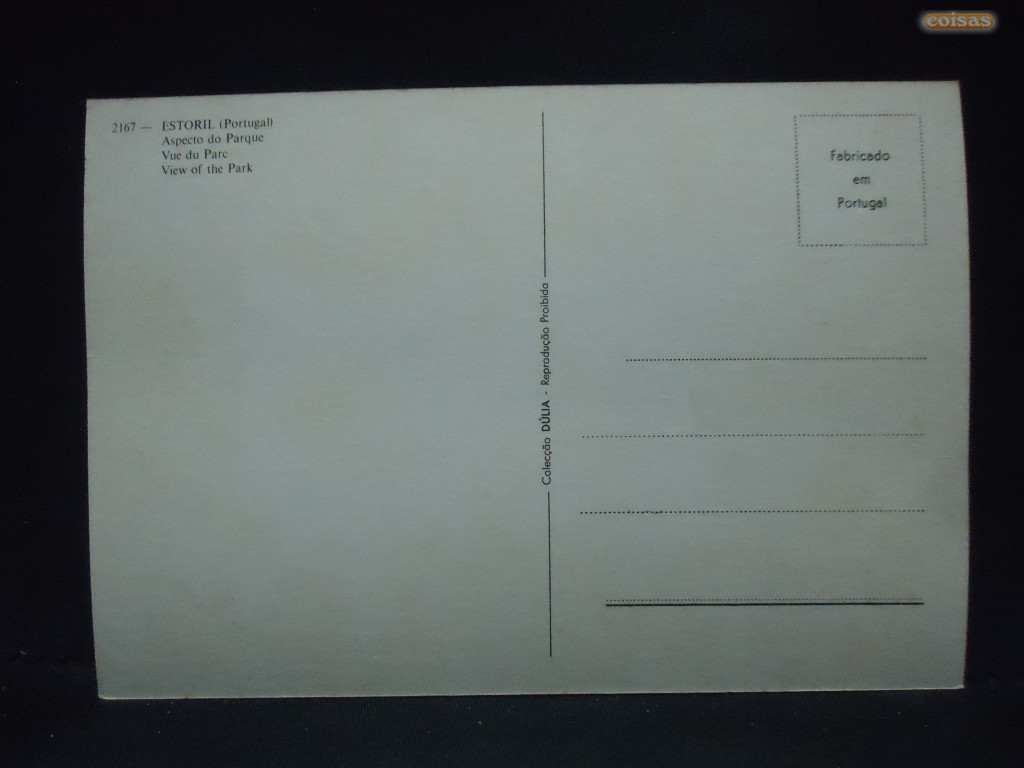 coisas
2167 — ESTORIL (Portugal)
Aspecto do Parque
Vue du Parc
View of the Park
Colecção DÚLIA - Reprodução Proibida
Fabricado
em
Portugal